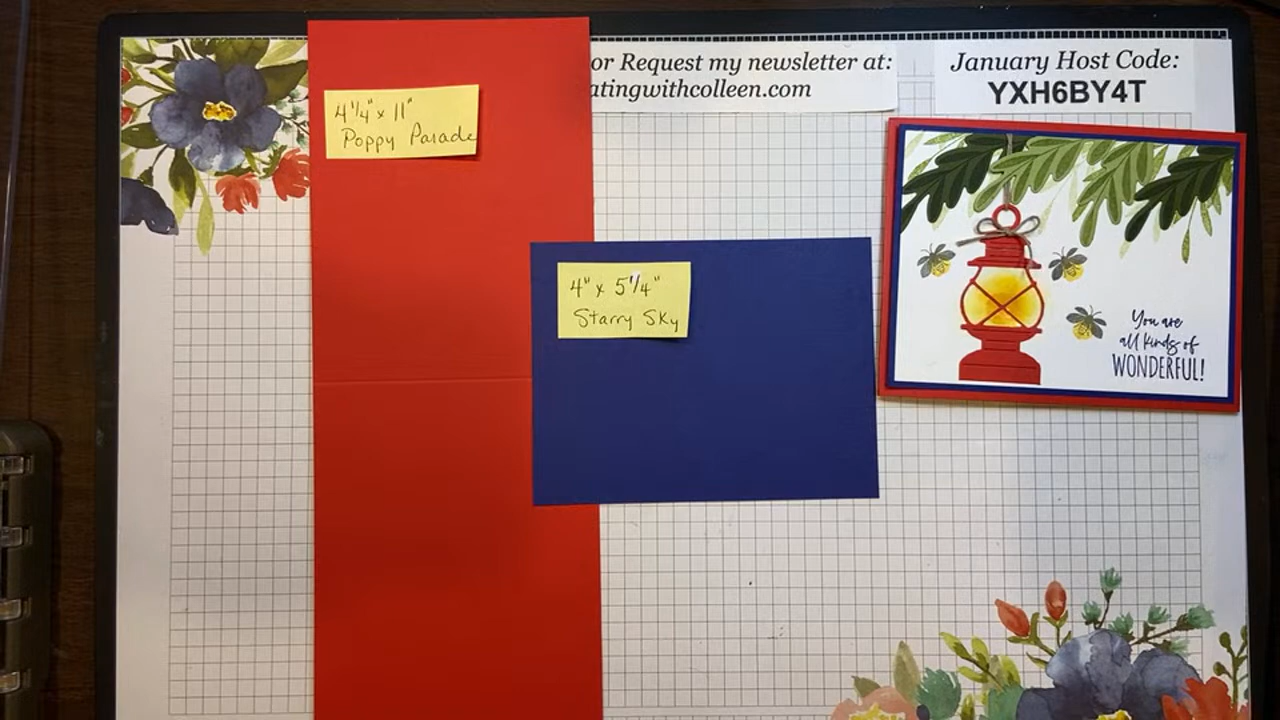 or Request my newsletter at:
atingwithcolleen.com
January Host Code:
YXH6BY4T
4 1/4" x 11"
Poppy Parade
4" x 5 1/4"
Starry Sky
You are
all kinds of
WONDERFUL!